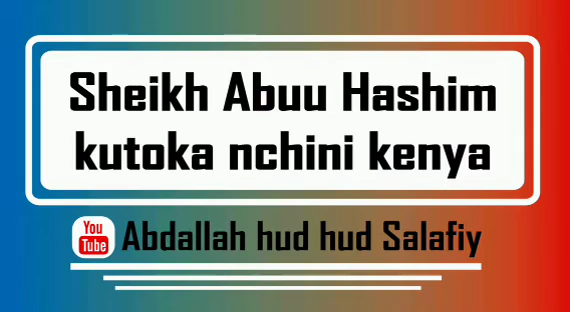 Sheikh Abuu Hashim
kutoka nchini kenya
You
Tube
Abdallah hud hud Salafiy